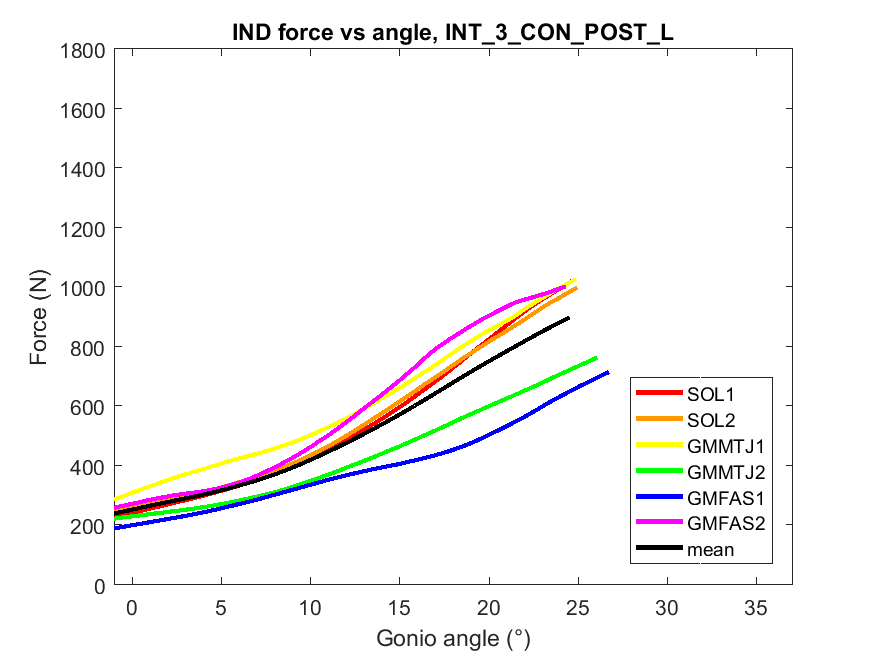 IND force vs angle, INT_3_CON_POST_L
1800
1600
1400
1200
1000
800
600
400
200
0
Force (N)
0 5 10 15 20 25 30 35
Gonio angle (°)
SOL1
SOL2
GMMTJ1
GMMTJ2
GMFAS1
GMFAS2
mean